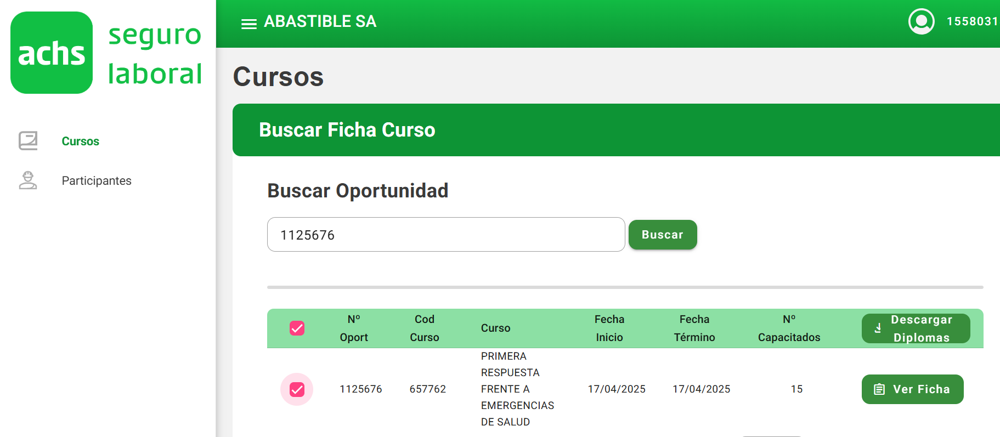 achs
seguro
laboral
Cursos
Participantes
ABASTIBLE SA
1558031
Cursos
Buscar Ficha Curso
Buscar Oportunidad
1125676
Buscar
Nº Oport
Cod Curso
Curso
Fecha Inicio
Fecha Término
Nº Capacitados
Descargar Diplomas
1125676
657762
PRIMERA
RESPUESTA
FRENTE A
EMERGENCIAS
DE SALUD
17/04/2025
17/04/2025
15
Ver Ficha